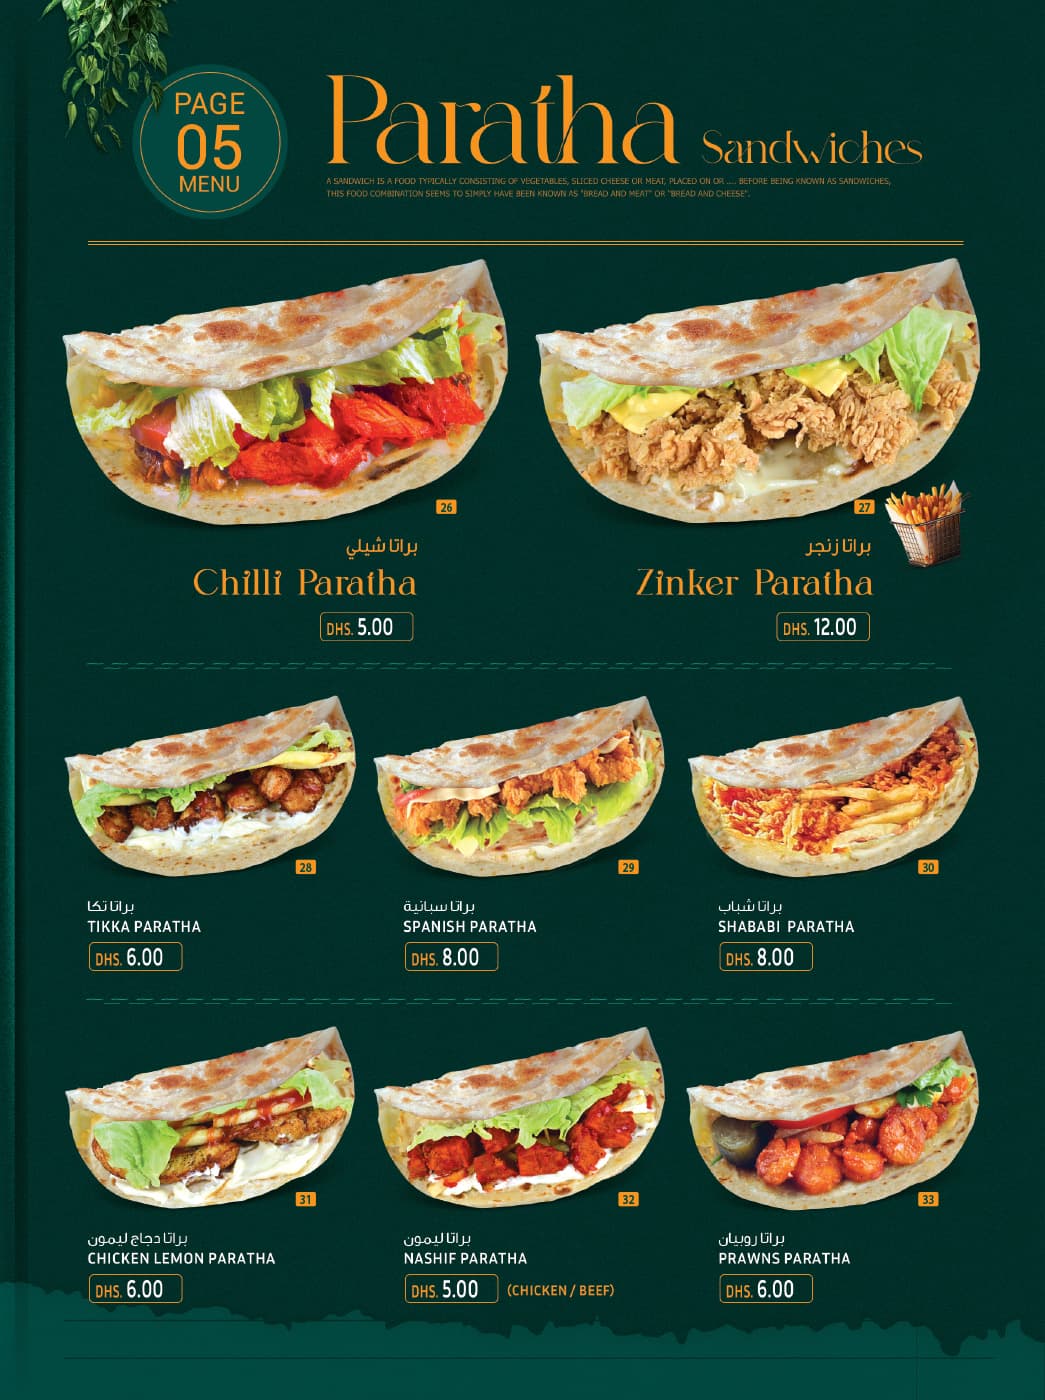 PAGE
05
MENU
Paratha Sandwiches
A SANDWICH IS A FOOD TYPICALLY CONSISTING OF VEGETABLES, SLICED CHEESE OR MEAT, PLACED ON OR .... BEFORE BEING KNOWN AS SANDWICHES,
THIS FOOD COMBINATION SEEMS TO SIMPLY HAVE BEEN KNOWN AS "BREAD AND MEAT" OR "BREAD AND CHEESE".
26
براتا شيلي
Chilli Paratha
DHS. 5.00
27
براتا زنجر
Zinker Paratha
DHS. 12.00
28
براتا تكا
TIKKA PARATHA
DHS. 6.00
29
براتا سبانية
SPANISH PARATHA
DHS. 8.00
30
براتا شباب
SHABABI PARATHA
DHS. 8.00
31
براتا دجاج ليمون
CHICKEN LEMON PARATHA
DHS. 6.00
32
براتا ليمون
NASHIF PARATHA
DHS. 5.00 (CHICKEN / BEEF)
33
براتا روبيان
PRAWNS PARATHA
DHS. 6.00